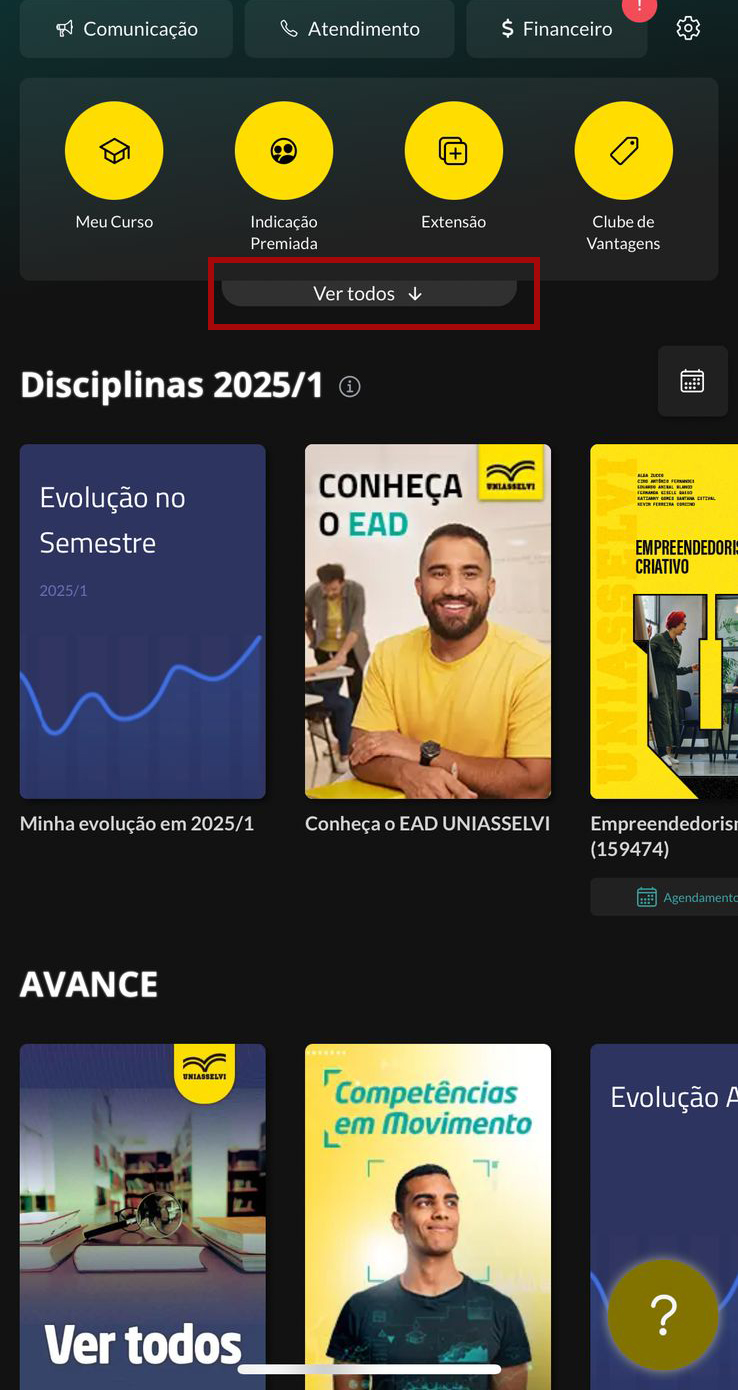 Comunicação
Atendimento
$ Financeiro
!
Meu Curso
Indicação
Premiada
Extensão
Clube de
Vantagens
Ver todos ↓
Disciplinas 2025/1
Evolução no
Semestre
2025/1
Minha evolução em 2025/1
CONHEÇA
O EAD
UNIASSELVI
Conheça o EAD UNIASSELVI
UNIASSELVI
EMPREENDEDORIS
CRIATIVO
Empreendedorism
(159474)
Agendamento
AVANCE
UNIASSELVI
Ver todos
Competências
em Movimento
Evolução A
?